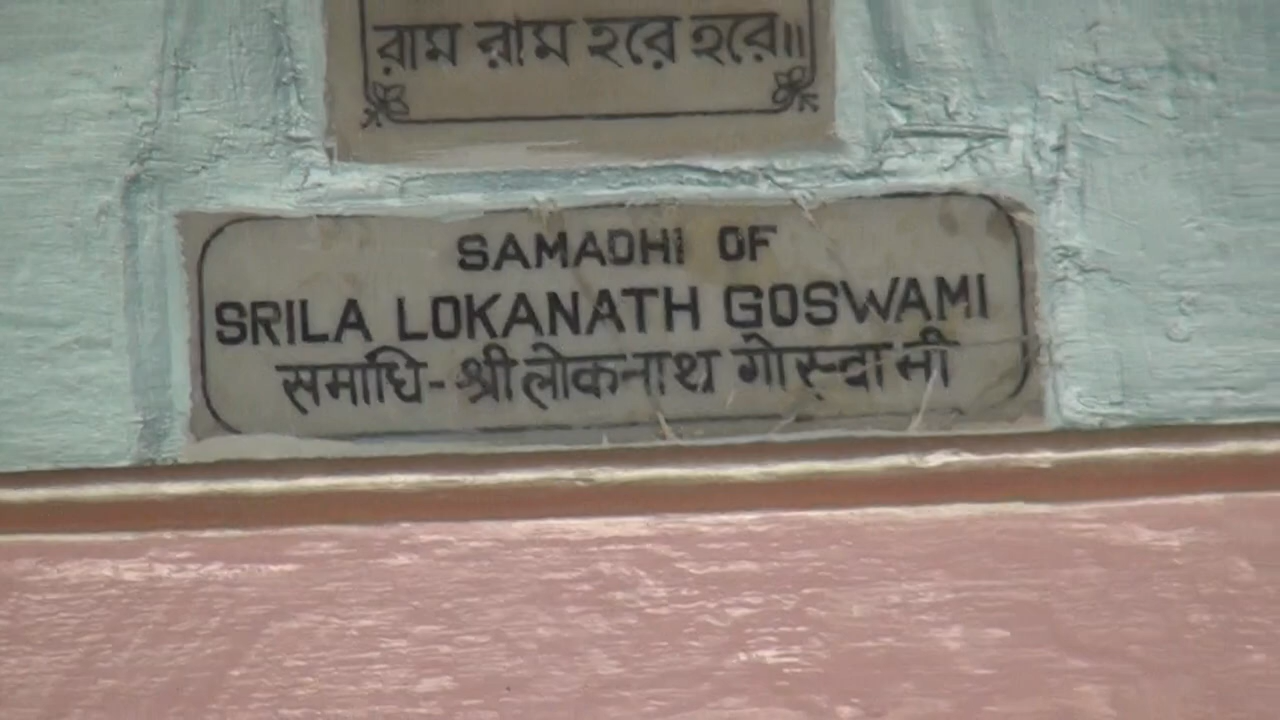 রাম রাম হরে হরে॥
SAMADHI OF
SRILA LOKANATH GOSWAMI
समाधि-श्रीलोकनाथ गोस्वामी